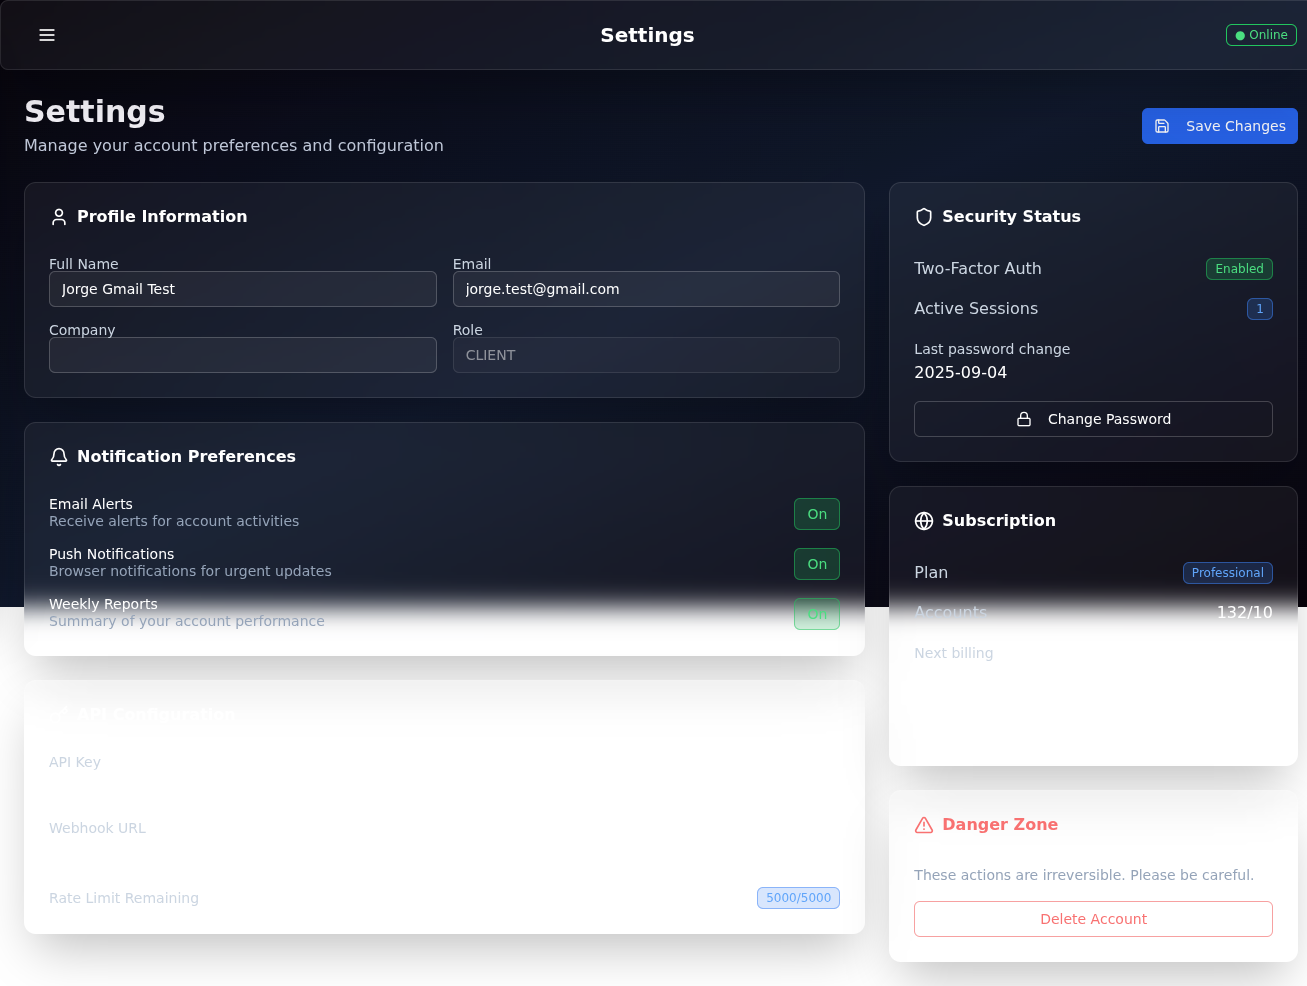 Settings
Online
Settings
Manage your account preferences and configuration
Save Changes
Profile Information
Full Name
Email
Jorge Gmail Test
jorge.test@gmail.com
Company
Role
CLIENT
Notification Preferences
Email Alerts
Receive alerts for account activities
On
Push Notifications
Browser notifications for urgent updates
On
Weekly Reports
Summary of your account performance
On
API Configuration
API Key
Webhook URL
Rate Limit Remaining
5000/5000
Security Status
Two-Factor Auth
Enabled
Active Sessions
1
Last password change
2025-09-04
Change Password
Subscription
Plan
Professional
Accounts
132/10
Next billing
Danger Zone
These actions are irreversible. Please be careful.
Delete Account